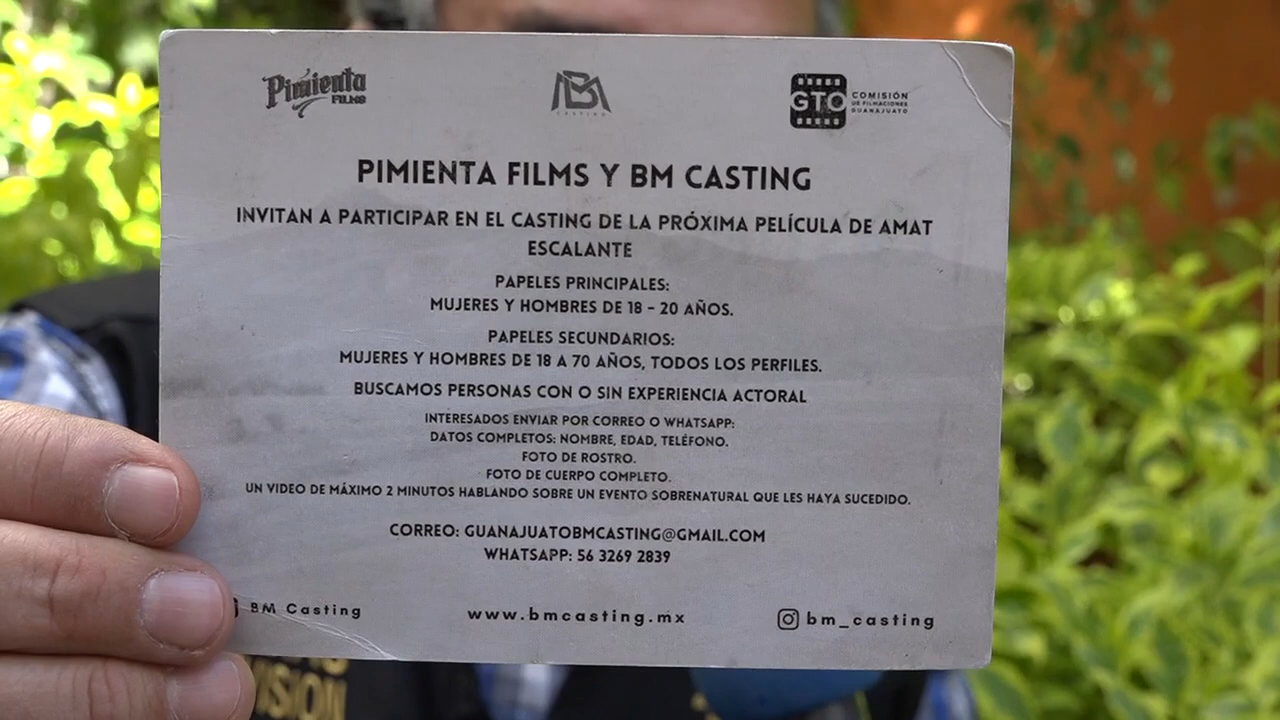 Pimienta
FILMS
BM
CASTING
GTO
COMISIÓN
DE FILMACIONES
GUANAJUATO
PIMIENTA FILMS Y BM CASTING
INVITAN A PARTICIPAR EN EL CASTING DE LA PRÓXIMA PELÍCULA DE AMAT
ESCALANTE
PAPELES PRINCIPALES:
MUJERES Y HOMBRES DE 18 - 20 AÑOS.
PAPELES SECUNDARIOS:
MUJERES Y HOMBRES DE 18 A 70 AÑOS, TODOS LOS PERFILES.
BUSCAMOS PERSONAS CON O SIN EXPERIENCIA ACTORAL
INTERESADOS ENVIAR POR CORREO O WHATSAPP:
DATOS COMPLETOS: NOMBRE, EDAD, TELÉFONO.
FOTO DE ROSTRO.
FOTO DE CUERPO COMPLETO.
UN VIDEO DE MÁXIMO 2 MINUTOS HABLANDO SOBRE UN EVENTO SOBRENATURAL QUE LES HAYA SUCEDIDO.
CORREO: GUANAJUATOBMCASTING@GMAIL.COM
WHATSAPP: 56 3269 2839
BM Casting
www.bmcasting.mx
bm_casting